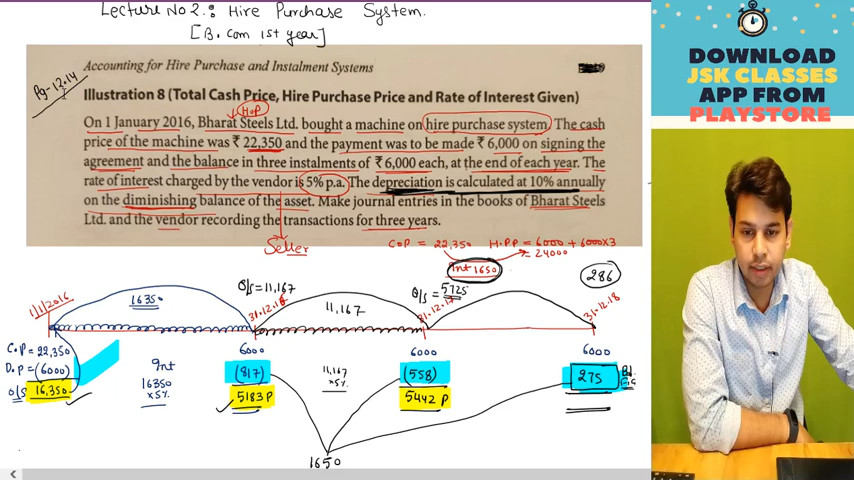 Lecture No 2.: Hire Purchase System.
[B. com 1st year]
Pg-12.14
Accounting for Hire Purchase and Instalment Systems
Illustration 8 (Total Cash Price, Hire Purchase Price and Rate of Interest Given)
H.P
On 1 January 2016, Bharat Steels Ltd. bought a machine on hire purchase system. The cash
price of the machine was ₹ 22,350 and the payment was to be made ₹ 6,000 on signing the
agreement and the balance in three instalments of ₹ 6,000 each, at the end of each year. The
rate of interest charged by the vendor is 5% p.a. The depreciation is calculated at 10% annually
on the diminishing balance of the asset. Make journal entries in the books of Bharat Steels
Ltd. and the vendor recording the transactions for three years.
Seller
C.P = 22,350 H.P.P = 6000 + 6000x3
= 24000
Int 1650
286
1/1/2016
16350
O/S = 11,167
31.12.16
11,167
O/S = 5725
31.12.17
31.12.18
C.P = 22,350
D.P = (6000)
O/S 16,350
Int
16350
x5%
6000
(817)
5183 P
11,167
x5%
6000
(558)
5442 P
6000
275
1650
DOWNLOAD
JSK CLASSES
APP FROM
PLAYSTORE